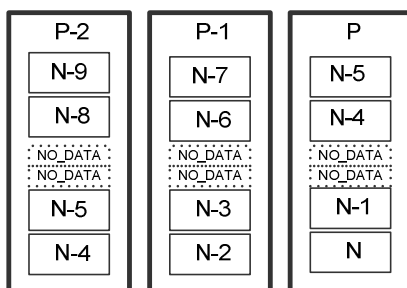 P-2
N-9
N-8
NO_DATA
NO_DATA
N-5
N-4
P-1
N-7
N-6
NO_DATA
NO_DATA
N-3
N-2
P
N-5
N-4
NO_DATA
NO_DATA
N-1
N